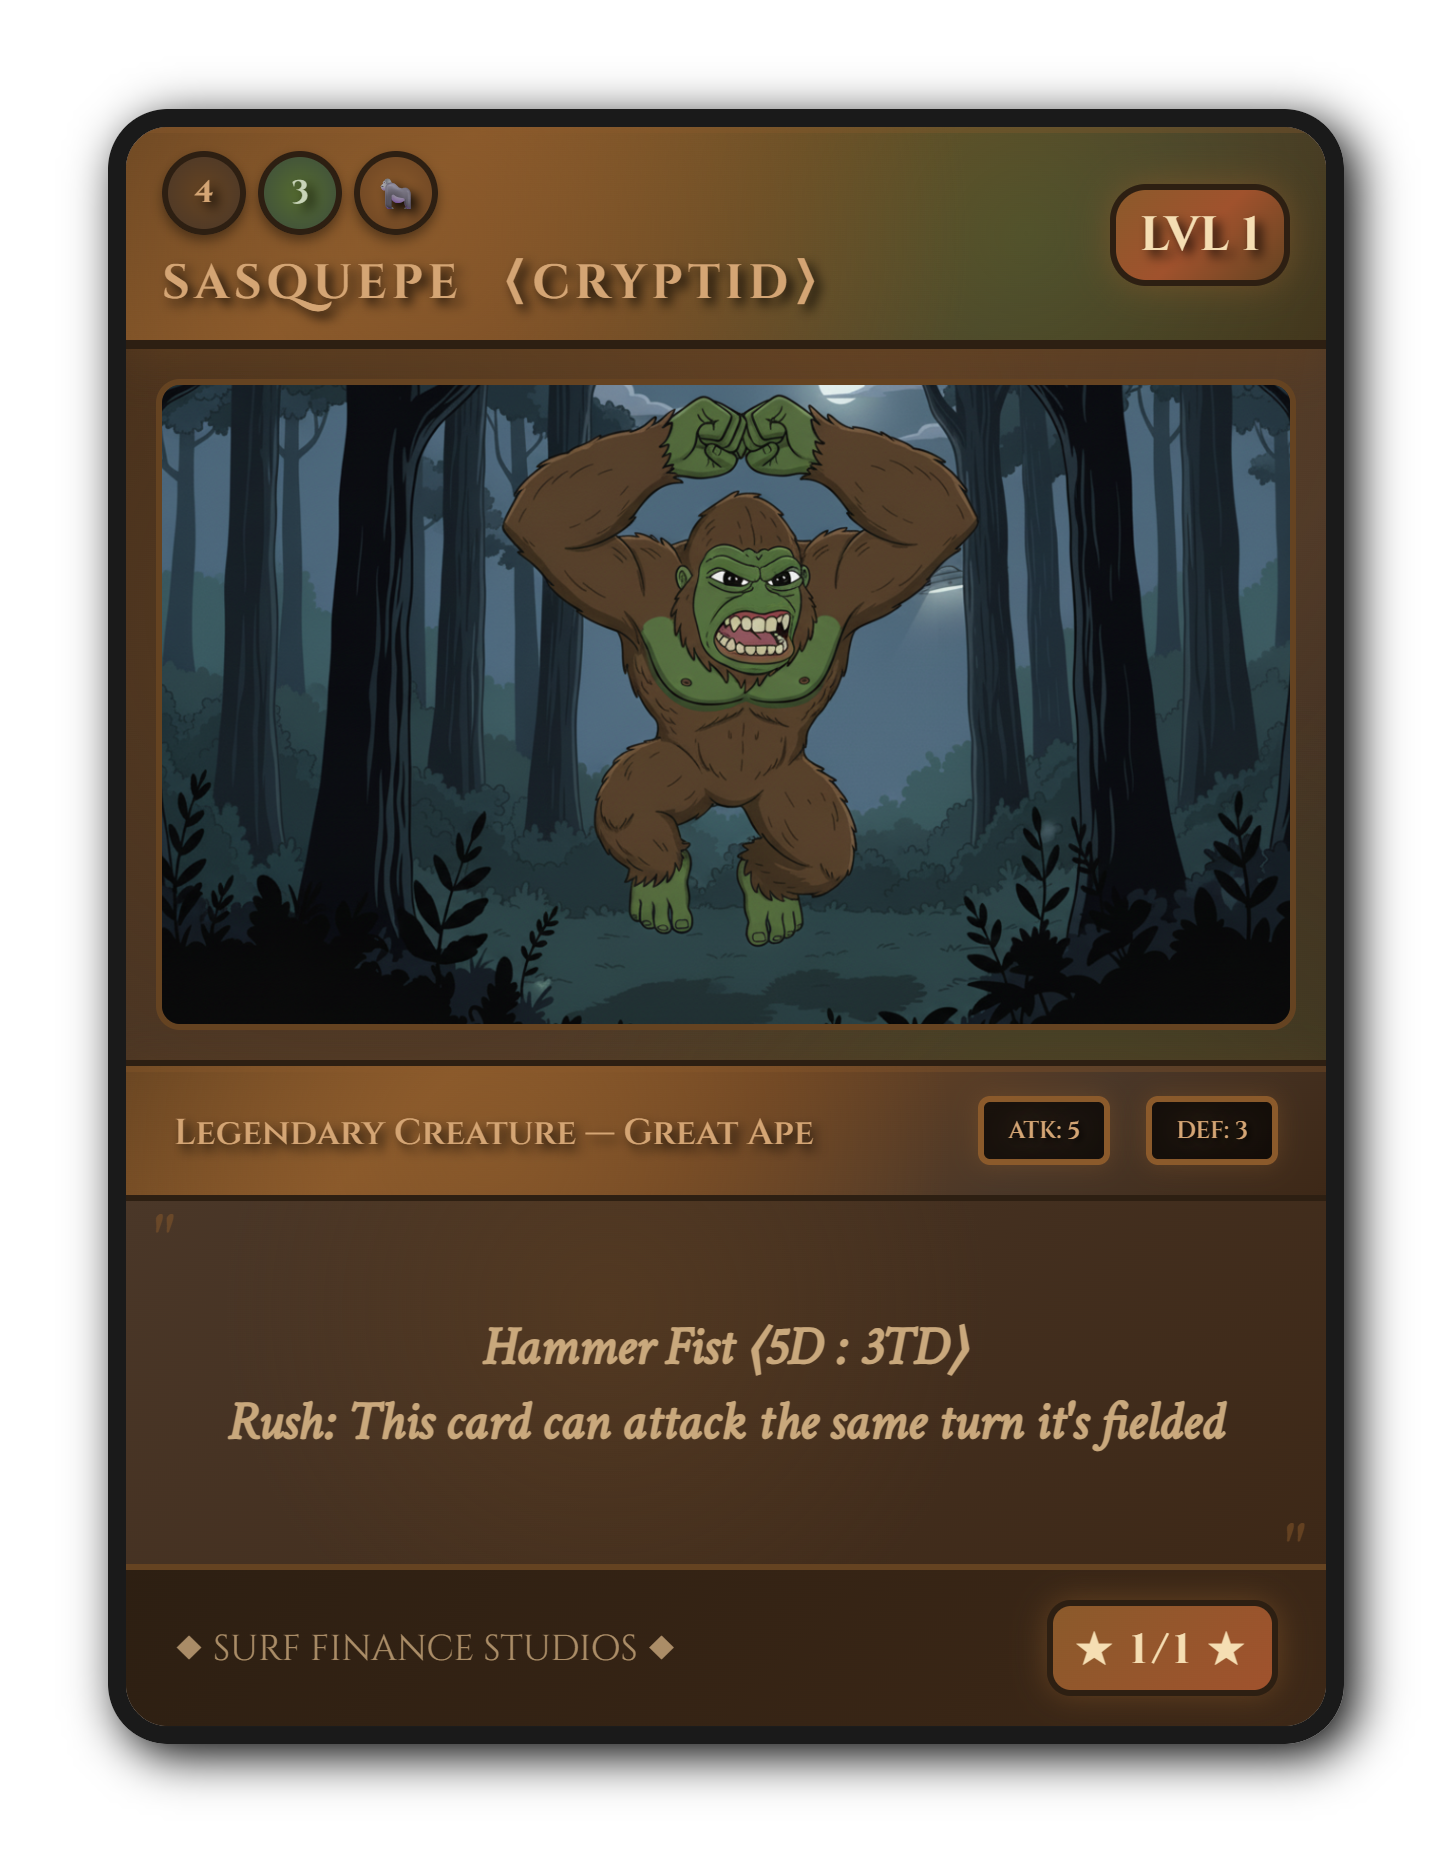 4 3
SASQUEPE ⟨CRYPTID⟩
LVL 1
Legendary Creature — Great Ape
ATK: 5
DEF: 3
"
Hammer Fist ⟨5D : 3TD⟩
Rush: This card can attack the same turn it's fielded
"
◆ SURF FINANCE STUDIOS ◆
★ 1/1 ★